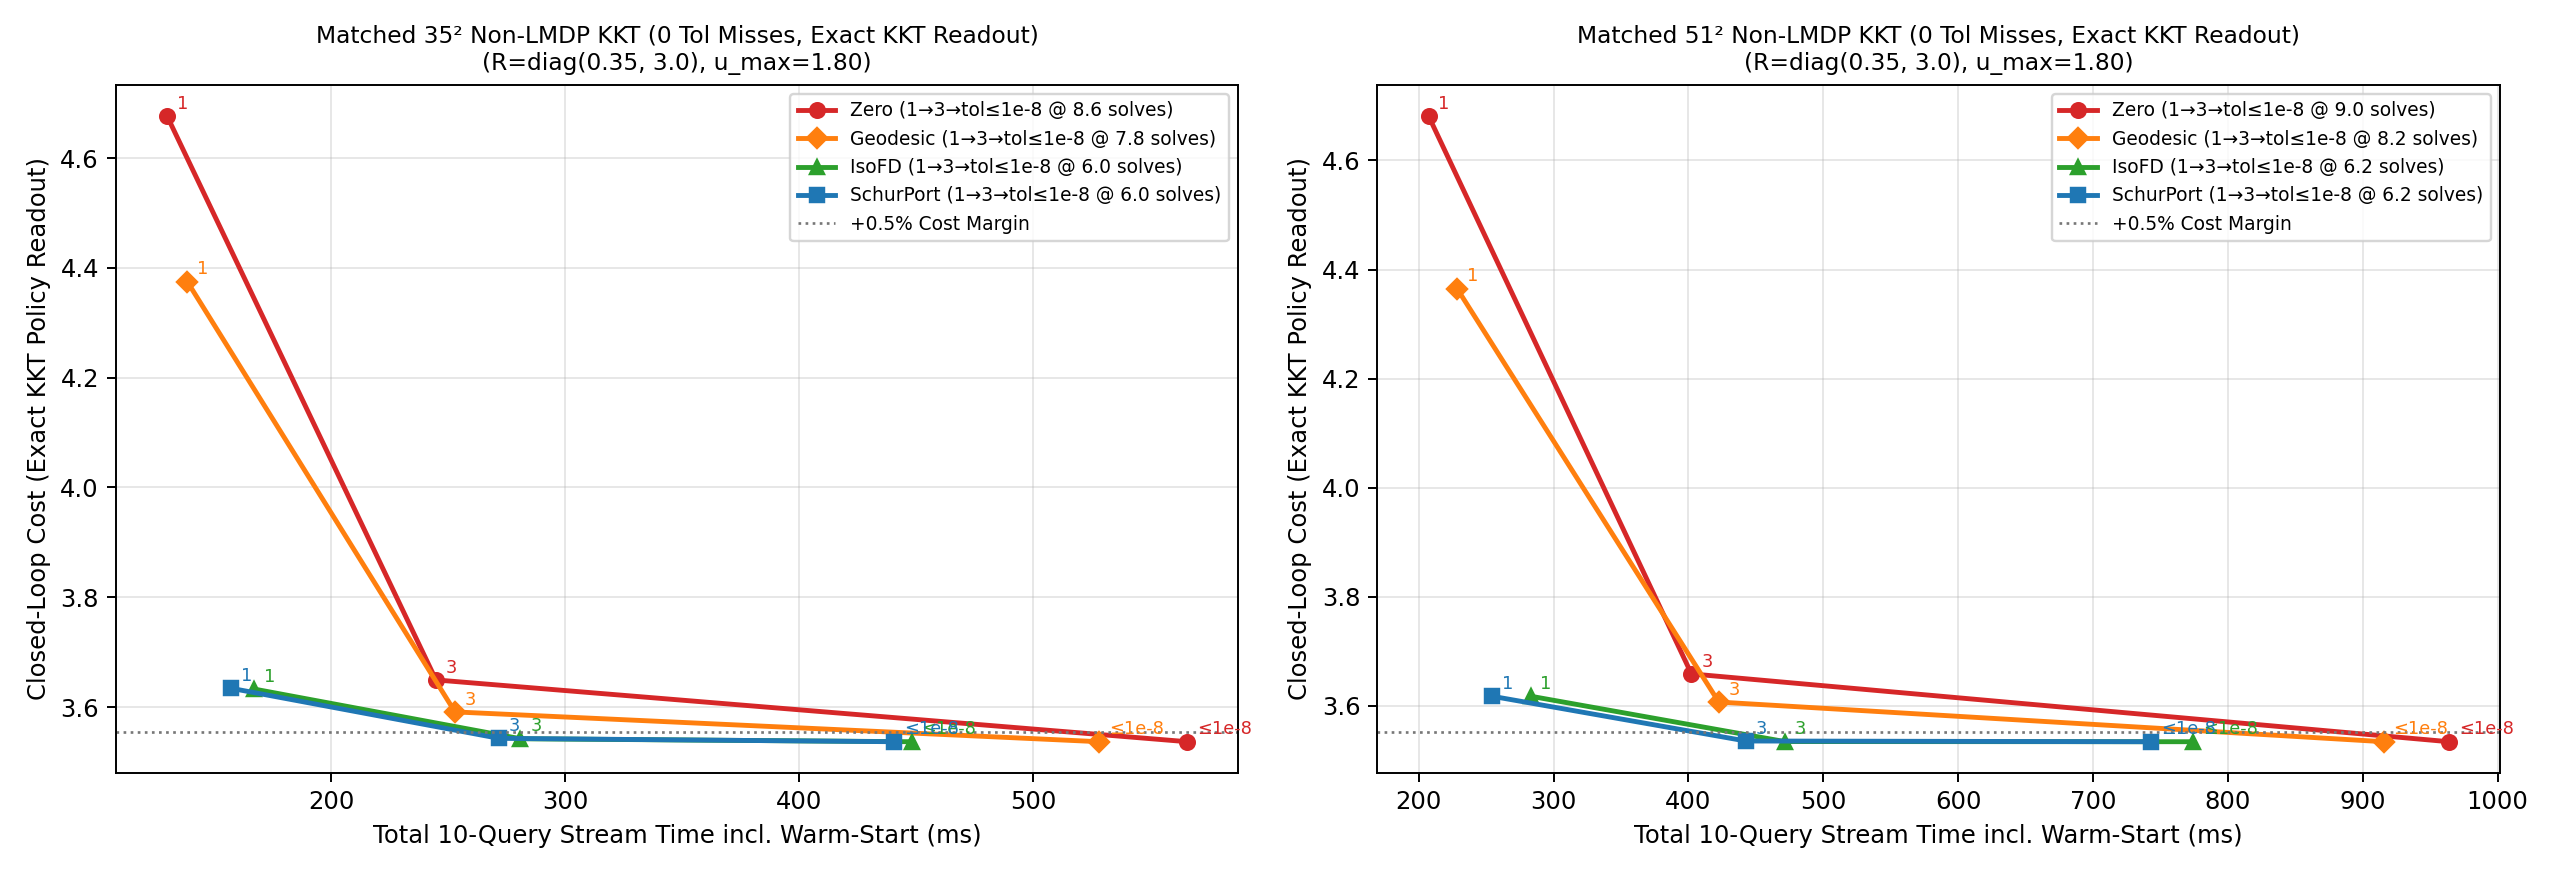 Matched 35² Non-LMDP KKT (0 Tol Misses, Exact KKT Readout)
(R=diag(0.35, 3.0), u_max=1.80)
Closed-Loop Cost (Exact KKT Policy Readout)
4.6
4.4
4.2
4.0
3.8
3.6
Zero (1→3→tol≤1e-8 @ 8.6 solves)
Geodesic (1→3→tol≤1e-8 @ 7.8 solves)
IsoFD (1→3→tol≤1e-8 @ 6.0 solves)
SchurPort (1→3→tol≤1e-8 @ 6.0 solves)
+0.5% Cost Margin
1
1
1
1
3
3
3
3
≤1e-8
≤1e-8
≤1e-8
≤1e-8
200
300
400
500
Total 10-Query Stream Time incl. Warm-Start (ms)
Matched 51² Non-LMDP KKT (0 Tol Misses, Exact KKT Readout)
(R=diag(0.35, 3.0), u_max=1.80)
Closed-Loop Cost (Exact KKT Policy Readout)
4.6
4.4
4.2
4.0
3.8
3.6
Zero (1→3→tol≤1e-8 @ 9.0 solves)
Geodesic (1→3→tol≤1e-8 @ 8.2 solves)
IsoFD (1→3→tol≤1e-8 @ 6.2 solves)
SchurPort (1→3→tol≤1e-8 @ 6.2 solves)
+0.5% Cost Margin
1
1
1
1
3
3
3
3
≤1e-8
≤1e-8
≤1e-8
≤1e-8
200
300
400
500
600
700
800
900
1000
Total 10-Query Stream Time incl. Warm-Start (ms)